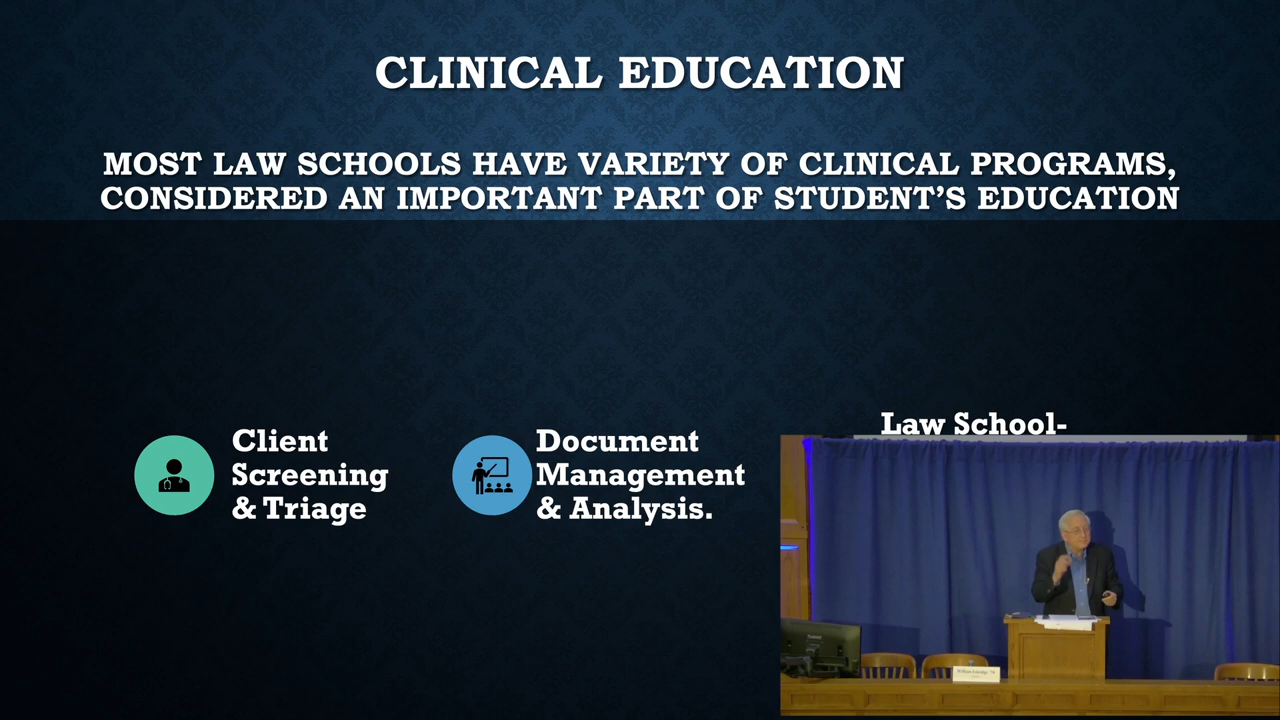 CLINICAL EDUCATION
MOST LAW SCHOOLS HAVE VARIETY OF CLINICAL PROGRAMS,
CONSIDERED AN IMPORTANT PART OF STUDENT'S EDUCATION
Client
Screening
& Triage
Document
Management
& Analysis.
Law School-